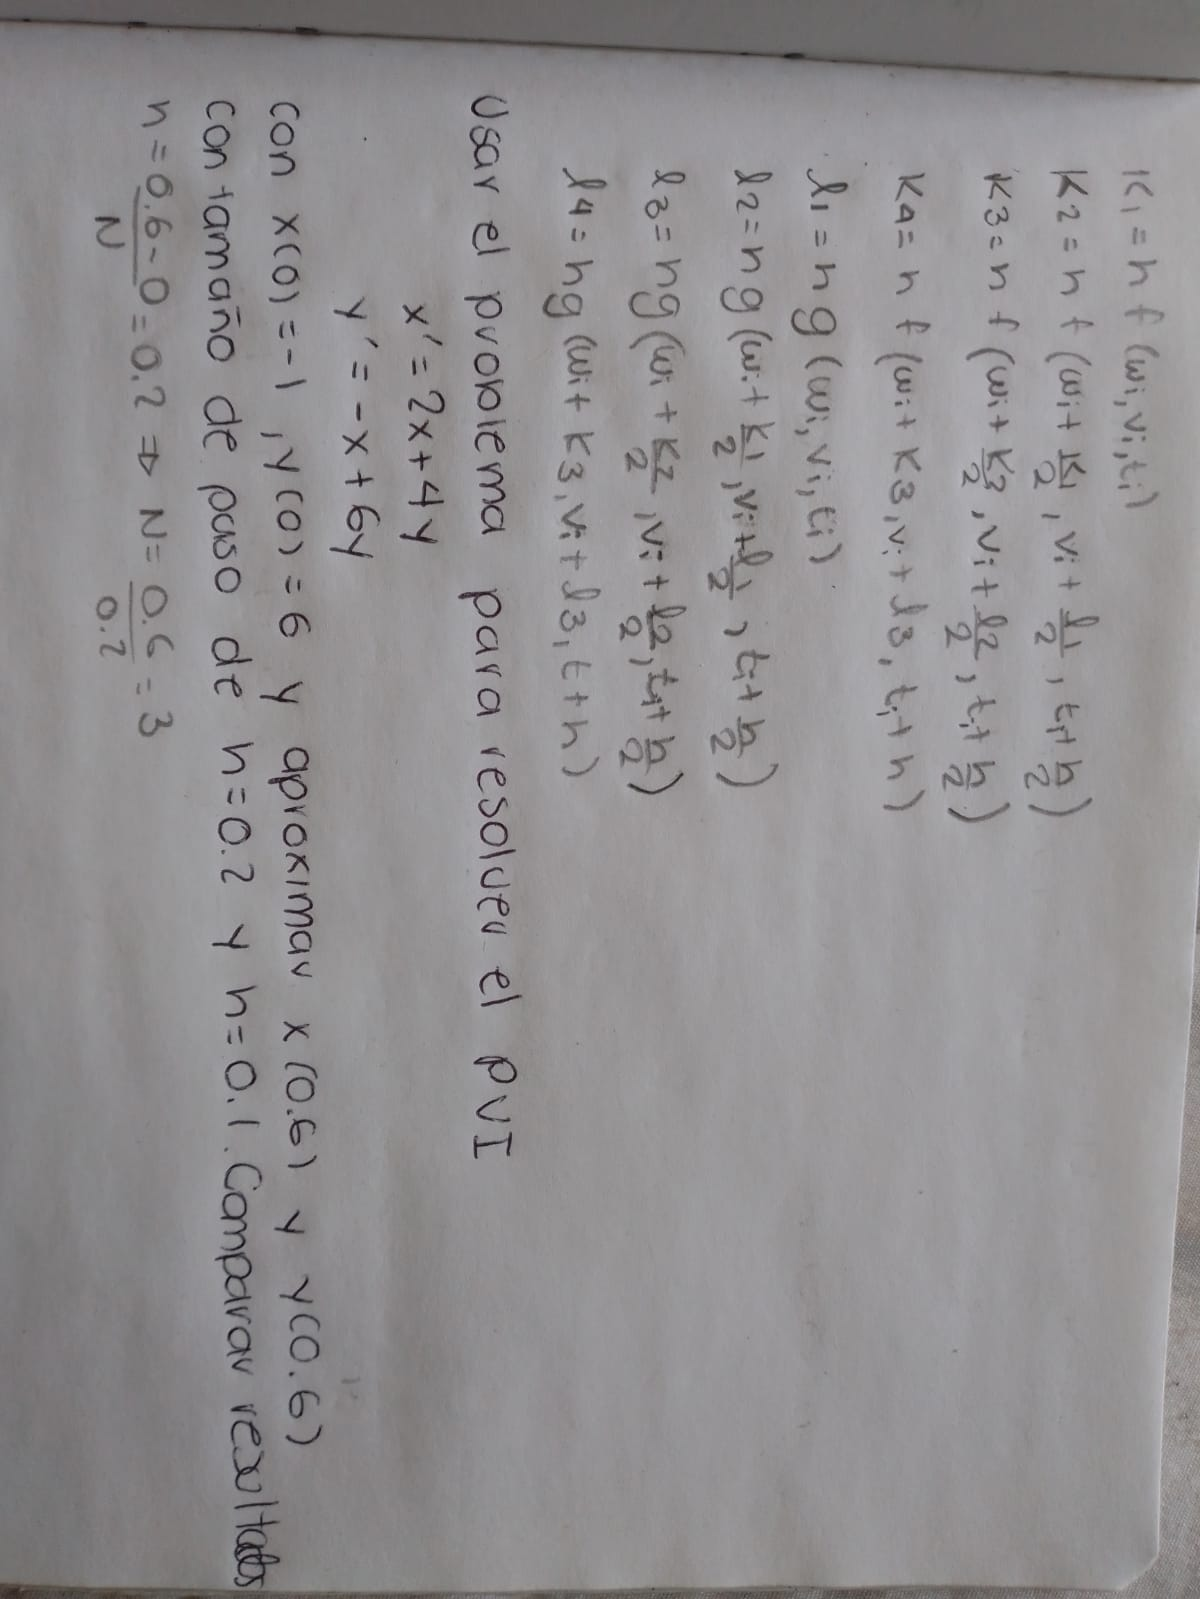 K1 = h f (wi, vi, ti)
K2 = h f (wi + K1/2, vi + l1/2, ti + h/2)
K3 = h f (wi + K2/2, vi + l2/2, ti + h/2)
K4 = h f (wi + K3, vi + l3, ti + h)
l1 = h g (wi, vi, ti)
l2 = h g (wi + K1/2, vi + l1/2, ti + h/2)
l3 = h g (wi + K2/2, vi + l2/2, ti + h/2)
l4 = h g (wi + K3, vi + l3, t + h)
Usar el problema para resolver el PVI
x' = 2x + 4y
y' = -x + 6y
con x(0) = -1, y(0) = 6 y aproximar x(0.6) y y(0.6)
con tamaño de paso de h=0.2 y h=0.1. Comparar resultados
h = 0.6-0/N = 0.2 ⇒ N = 0.6/0.2 = 3